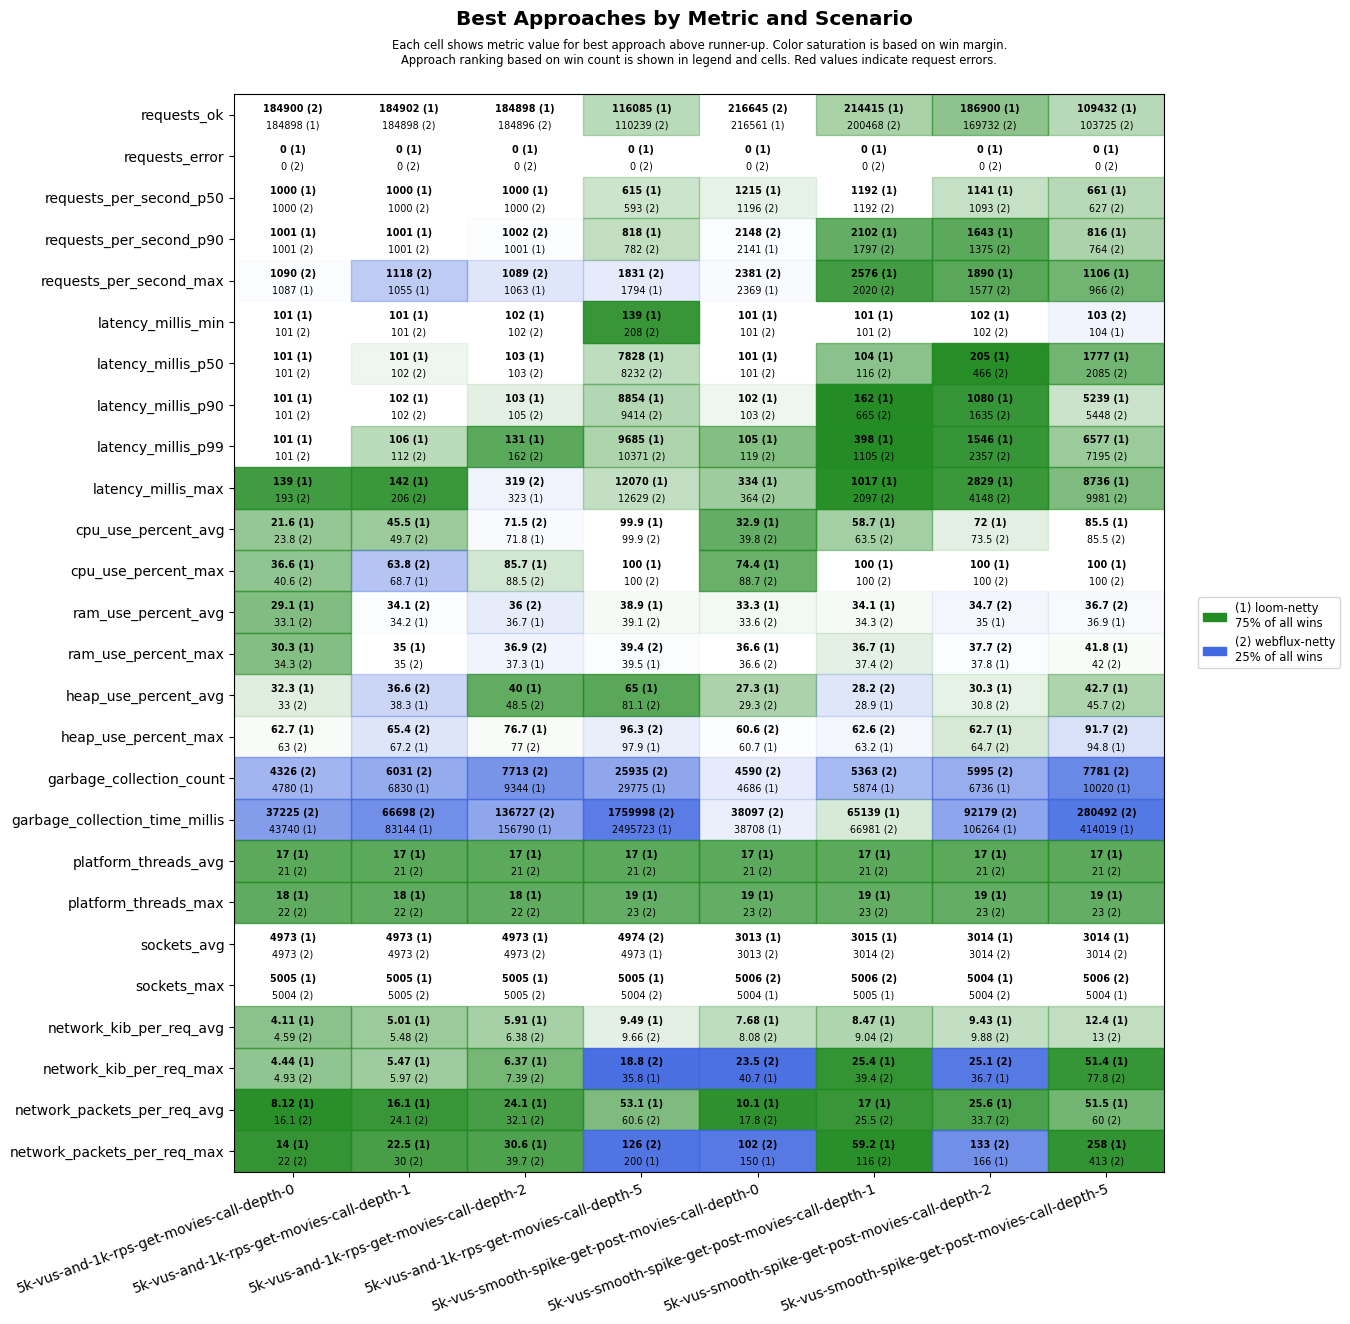 Best Approaches by Metric and Scenario
Each cell shows metric value for best approach above runner-up. Color saturation is based on win margin.
Approach ranking based on win count is shown in legend and cells. Red values indicate request errors.
requests_ok
184900 (2) 184902 (1) 184898 (1) 116085 (1) 216645 (2) 214415 (1) 186900 (1) 109432 (1)
184898 (1) 184898 (2) 184896 (2) 110239 (2) 216561 (1) 200468 (2) 169732 (2) 103725 (2)
requests_error
0 (1) 0 (1) 0 (1) 0 (1) 0 (1) 0 (1) 0 (1) 0 (1)
0 (2) 0 (2) 0 (2) 0 (2) 0 (2) 0 (2) 0 (2) 0 (2)
requests_per_second_p50
1000 (1) 1000 (1) 1000 (1) 615 (1) 1215 (1) 1192 (1) 1141 (1) 661 (1)
1000 (2) 1000 (2) 1000 (2) 593 (2) 1196 (2) 1192 (2) 1093 (2) 627 (2)
requests_per_second_p90
1001 (1) 1001 (1) 1002 (2) 818 (1) 2148 (2) 2102 (1) 1643 (1) 816 (1)
1001 (2) 1001 (2) 1001 (1) 782 (2) 2141 (1) 1797 (2) 1375 (2) 764 (2)
requests_per_second_max
1090 (2) 1118 (2) 1089 (2) 1831 (2) 2381 (2) 2576 (1) 1890 (1) 1106 (1)
1087 (1) 1055 (1) 1063 (1) 1794 (1) 2369 (1) 2020 (2) 1577 (2) 966 (2)
latency_millis_min
101 (1) 101 (1) 102 (1) 139 (1) 101 (1) 101 (1) 102 (1) 103 (2)
101 (2) 101 (2) 102 (2) 208 (2) 101 (2) 101 (2) 102 (2) 104 (1)
latency_millis_p50
101 (1) 101 (1) 103 (1) 7828 (1) 101 (1) 104 (1) 205 (1) 1777 (1)
101 (2) 102 (2) 103 (2) 8232 (2) 101 (2) 116 (2) 466 (2) 2085 (2)
latency_millis_p90
101 (1) 102 (1) 103 (1) 8854 (1) 102 (1) 162 (1) 1080 (1) 5239 (1)
101 (2) 102 (2) 105 (2) 9414 (2) 103 (2) 665 (2) 1635 (2) 5448 (2)
latency_millis_p99
101 (1) 106 (1) 131 (1) 9685 (1) 105 (1) 398 (1) 1546 (1) 6577 (1)
101 (2) 112 (2) 162 (2) 10371 (2) 119 (2) 1105 (2) 2357 (2) 7195 (2)
latency_millis_max
139 (1) 142 (1) 319 (2) 12070 (1) 334 (1) 1017 (1) 2829 (1) 8736 (1)
193 (2) 206 (2) 323 (1) 12629 (2) 364 (2) 2097 (2) 4148 (2) 9981 (2)
cpu_use_percent_avg
21.6 (1) 45.5 (1) 71.5 (2) 99.9 (1) 32.9 (1) 58.7 (1) 72 (1) 85.5 (1)
23.8 (2) 49.7 (2) 71.8 (1) 99.9 (2) 39.8 (2) 63.5 (2) 73.5 (2) 85.5 (2)
cpu_use_percent_max
36.6 (1) 63.8 (2) 85.7 (1) 100 (1) 74.4 (1) 100 (1) 100 (1) 100 (1)
40.6 (2) 68.7 (1) 88.5 (2) 100 (2) 88.7 (2) 100 (2) 100 (2) 100 (2)
ram_use_percent_avg
29.1 (1) 34.1 (2) 36 (2) 38.9 (1) 33.3 (1) 34.1 (1) 34.7 (2) 36.7 (2)
33.1 (2) 34.2 (1) 36.7 (1) 39.1 (2) 33.6 (2) 34.3 (2) 35 (1) 36.9 (1)
ram_use_percent_max
30.3 (1) 35 (1) 36.9 (2) 39.4 (2) 36.6 (1) 36.7 (1) 37.7 (2) 41.8 (1)
34.3 (2) 35 (2) 37.3 (1) 39.5 (1) 36.6 (2) 37.4 (2) 37.8 (1) 42 (2)
heap_use_percent_avg
32.3 (1) 36.6 (2) 40 (1) 65 (1) 27.3 (1) 28.2 (2) 30.3 (1) 42.7 (1)
33 (2) 38.3 (1) 48.5 (2) 81.1 (2) 29.3 (2) 28.9 (1) 30.8 (2) 45.7 (2)
heap_use_percent_max
62.7 (1) 65.4 (2) 76.7 (1) 96.3 (2) 60.6 (2) 62.6 (2) 62.7 (1) 91.7 (2)
63 (2) 67.2 (1) 77 (2) 97.9 (1) 60.7 (1) 63.2 (1) 64.7 (2) 94.8 (1)
garbage_collection_count
4326 (2) 6031 (2) 7713 (2) 25935 (2) 4590 (2) 5363 (2) 5995 (2) 7781 (2)
4780 (1) 6830 (1) 9344 (1) 29775 (1) 4686 (1) 5874 (1) 6736 (1) 10020 (1)
garbage_collection_time_millis
37225 (2) 66698 (2) 136727 (2) 1759998 (2) 38097 (2) 65139 (1) 92179 (2) 280492 (2)
43740 (1) 83144 (1) 156790 (1) 2495723 (1) 38708 (1) 66981 (2) 106264 (1) 414019 (1)
platform_threads_avg
17 (1) 17 (1) 17 (1) 17 (1) 17 (1) 17 (1) 17 (1) 17 (1)
21 (2) 21 (2) 21 (2) 21 (2) 21 (2) 21 (2) 21 (2) 21 (2)
platform_threads_max
18 (1) 18 (1) 18 (1) 19 (1) 19 (1) 19 (1) 19 (1) 19 (1)
22 (2) 22 (2) 22 (2) 23 (2) 23 (2) 23 (2) 23 (2) 23 (2)
sockets_avg
4973 (1) 4973 (1) 4973 (1) 4974 (2) 3013 (1) 3015 (1) 3014 (1) 3014 (1)
4973 (2) 4973 (2) 4973 (2) 4973 (1) 3013 (2) 3014 (2) 3014 (2) 3014 (2)
sockets_max
5005 (1) 5005 (1) 5005 (1) 5005 (1) 5006 (2) 5006 (2) 5004 (1) 5006 (2)
5004 (2) 5005 (2) 5005 (2) 5004 (2) 5004 (1) 5005 (1) 5004 (2) 5004 (1)
network_kib_per_req_avg
4.11 (1) 5.01 (1) 5.91 (1) 9.49 (1) 7.68 (1) 8.47 (1) 9.43 (1) 12.4 (1)
4.59 (2) 5.48 (2) 6.38 (2) 9.66 (2) 8.08 (2) 9.04 (2) 9.88 (2) 13 (2)
network_kib_per_req_max
4.44 (1) 5.47 (1) 6.37 (1) 18.8 (2) 23.5 (2) 25.4 (1) 25.1 (2) 51.4 (1)
4.93 (2) 5.97 (2) 7.39 (2) 35.8 (1) 40.7 (1) 39.4 (2) 36.7 (1) 77.8 (2)
network_packets_per_req_avg
8.12 (1) 16.1 (1) 24.1 (1) 53.1 (1) 10.1 (1) 17 (1) 25.6 (1) 51.5 (1)
16.1 (2) 24.1 (2) 32.1 (2) 60.6 (2) 17.8 (2) 25.5 (2) 33.7 (2) 60 (2)
network_packets_per_req_max
14 (1) 22.5 (1) 30.6 (1) 126 (2) 102 (2) 59.2 (1) 133 (2) 258 (1)
22 (2) 30 (2) 39.7 (2) 200 (1) 150 (1) 116 (2) 166 (1) 413 (2)
5k-vus-and-1k-rps-get-movies-call-depth-0
5k-vus-and-1k-rps-get-movies-call-depth-1
5k-vus-and-1k-rps-get-movies-call-depth-2
5k-vus-and-1k-rps-get-movies-call-depth-5
5k-vus-smooth-spike-get-post-movies-call-depth-0
5k-vus-smooth-spike-get-post-movies-call-depth-1
5k-vus-smooth-spike-get-post-movies-call-depth-2
5k-vus-smooth-spike-get-post-movies-call-depth-5
(1) loom-netty
75% of all wins
(2) webflux-netty
25% of all wins